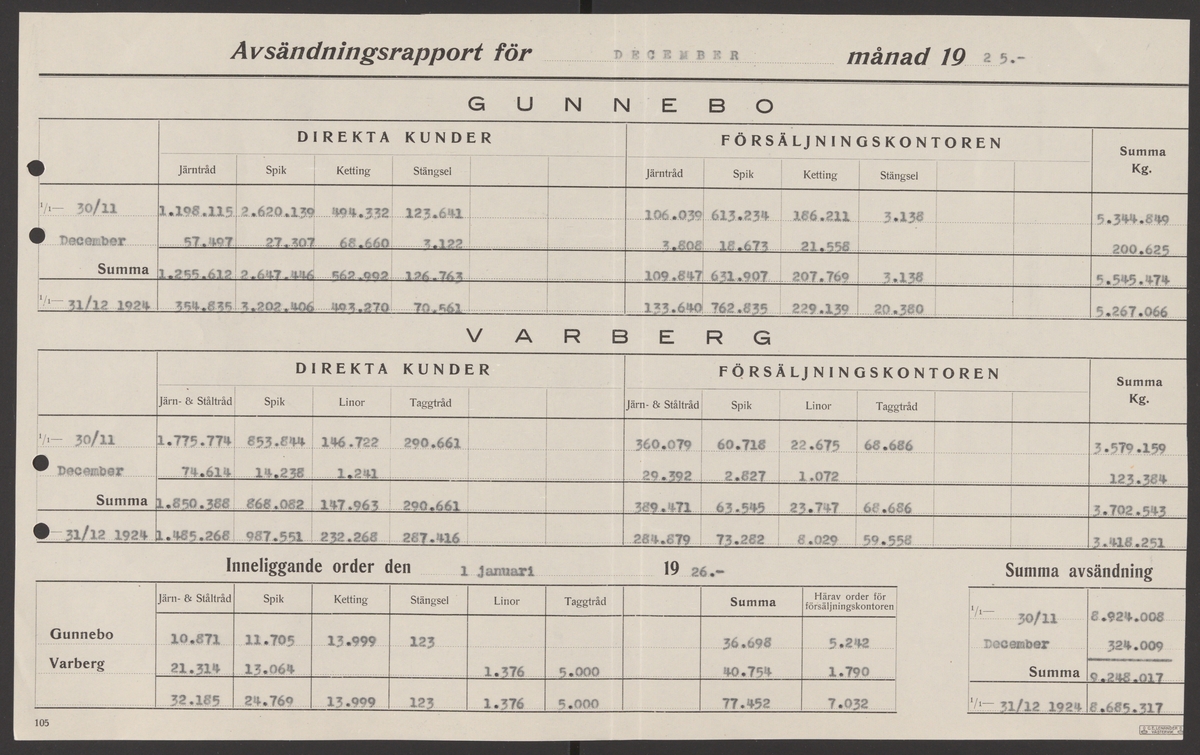 Avsändningsrapport för DECEMBER månad 1925.-
GUNNEBO
DIREKTA KUNDER FÖRSÄLJNINGSKONTOREN Summa Kg.
Järntråd Spik Ketting Stängsel Järntråd Spik Ketting Stängsel
1/1— 30/11 1.198.115 2.620.139 494.332 123.641 106.039 613.234 186.211 3.138 5.344.849
December 57.497 27.307 68.660 3.122 3.808 18.673 21.558 200.625
Summa 1.255.612 2.647.446 562.992 126.763 109.847 631.907 207.769 3.138 5.545.474
1/1— 31/12 1924 354.835 3.202.406 493.270 70.561 133.640 762.835 229.139 20.380 5.267.066
VARBERG
DIREKTA KUNDER FÖRSÄLJNINGSKONTOREN Summa Kg.
Järn- & Ståltråd Spik Linor Taggtråd Järn- & Ståltråd Spik Linor Taggtråd
1/1— 30/11 1.775.774 853.844 146.722 290.661 360.079 60.718 22.675 68.686 3.579.159
December 74.614 14.238 1.241 29.392 2.827 1.072 123.384
Summa 1.850.388 868.082 147.963 290.661 389.471 63.545 23.747 68.686 3.702.543
— 31/12 1924 1.485.268 987.551 232.268 287.416 284.879 73.282 8.029 59.558 3.418.251
Inneliggande order den 1 januari 1926.- Summa avsändning
Järn- & Ståltråd Spik Ketting Stängsel Linor Taggtråd Summa Härav order för försäljningskontoren
1/1— 30/11 8.924.008
Gunnebo 10.871 11.705 13.999 123 36.698 5.242
December 324.009
Varberg 21.314 13.064 1.376 5.000 40.754 1.790
Summa 9.248.017
32.185 24.769 13.999 123 1.376 5.000 77.452 7.032
1/1— 31/12 1924 8.685.317
105